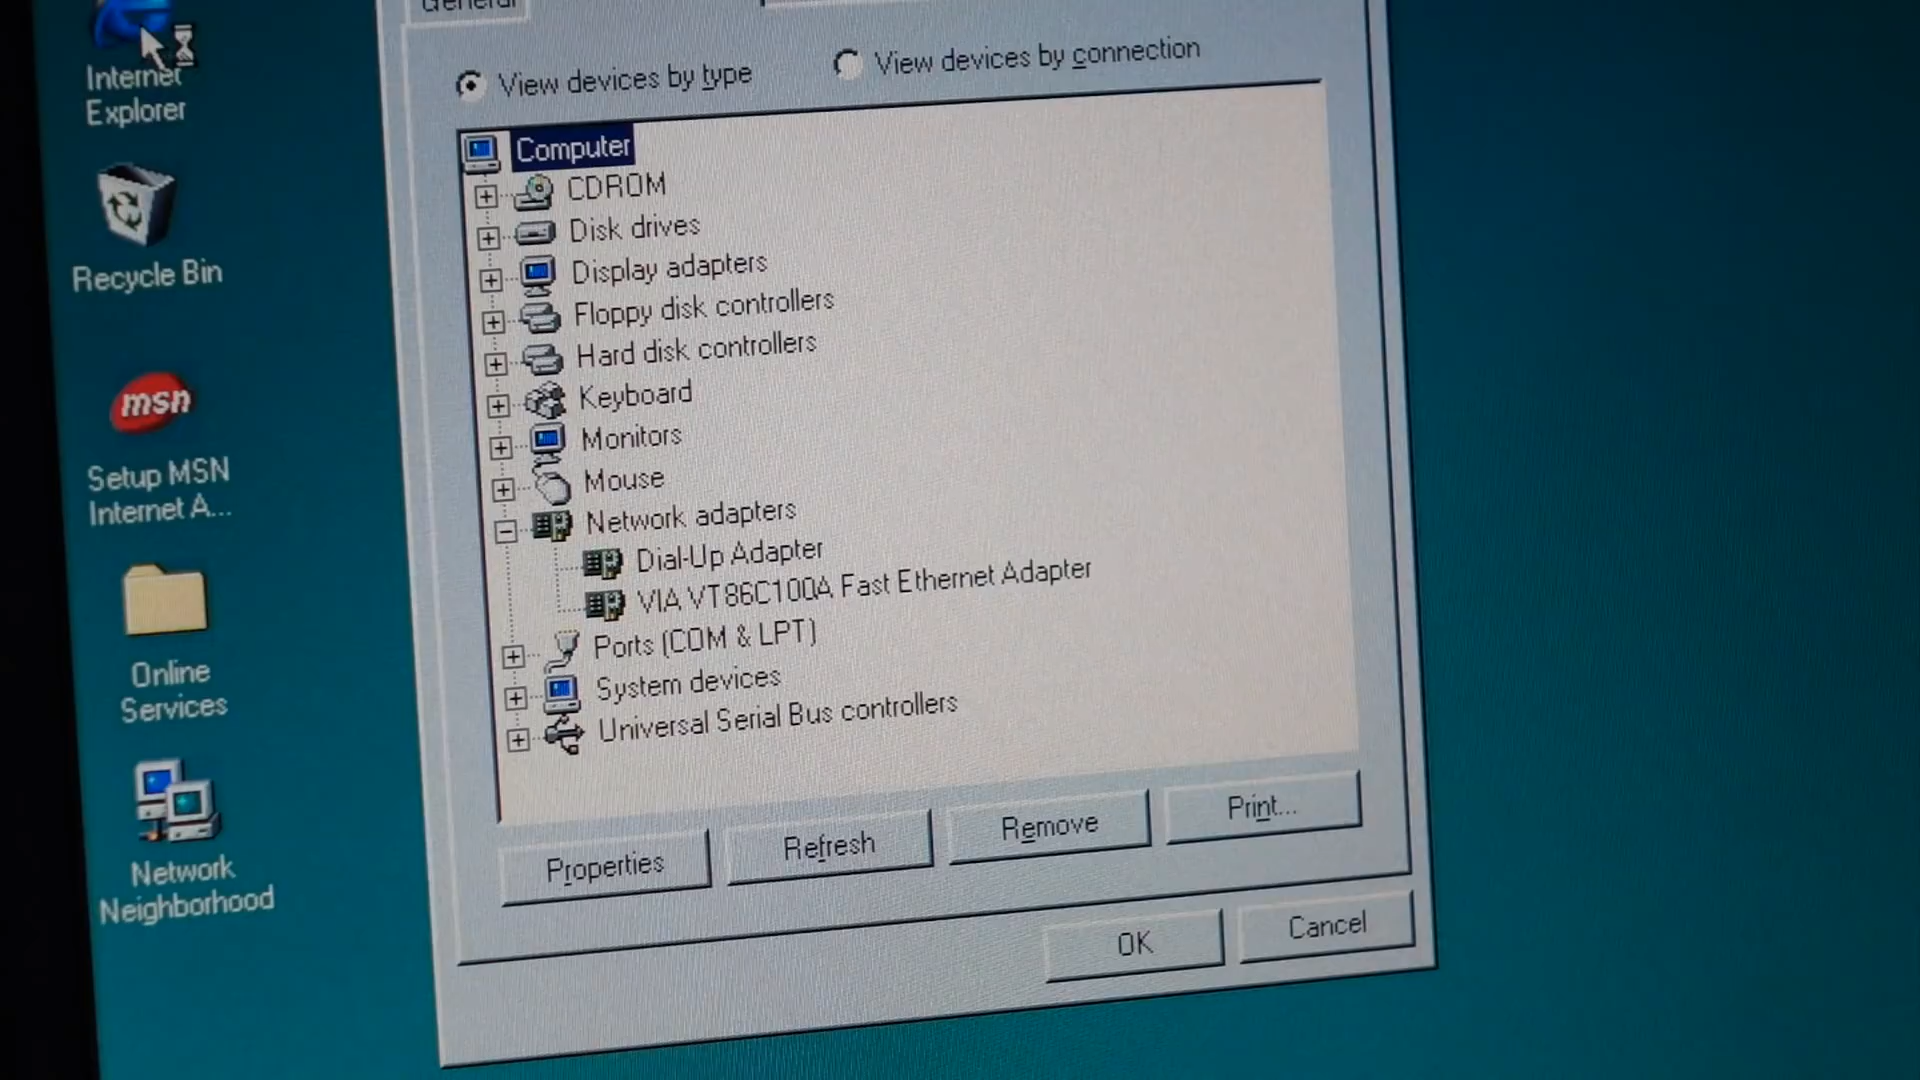 General
View devices by type
View devices by connection
Internet
Explorer
Computer
CDROM
Disk drives
Display adapters
Floppy disk controllers
Hard disk controllers
Keyboard
Monitors
Mouse
Network adapters
Dial-Up Adapter
VIA VT86C100A Fast Ethernet Adapter
Ports (COM & LPT)
System devices
Universal Serial Bus controllers
Recycle Bin
msn
Setup MSN
Internet A...
Online
Services
Network
Neighborhood
Properties
Refresh
Remove
Print...
OK
Cancel